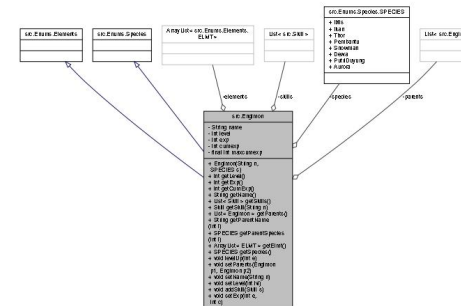 src.Enums.Elements
src.Enums.Species
ArrayList< src.Enums.Elements.
ELMT >
List< src.Skill >
src.Enums.Species.SPECIES
+ Titis
+ Ikan
+ Thor
+ Pembantu
+ Snowman
+ Dewa
+ Putri Duyung
+ Aurora
List< src.Engi
-elements
-skills
-species
-parents
src.Engimon
- String name
- int level
- int exp
- int cumexp
- final int maxcumexp
+ Engimon(String n,
SPECIES s)
+ int getLevel()
+ int getExp()
+ int getCumExp()
+ String getName()
+ List< Skill > getSkills()
+ Skill getSkill(String n)
+ List< Engimon > getParents()
+ String getParentName
(int i)
+ SPECIES getParentSpecies
(int i)
+ ArrayList< ELMT > getElmt()
+ SPECIES getSpecies()
+ void levelUp(int e)
+ void setParents(Engimon
p1, Engimon p2)
+ void setName(String n)
+ void setLevel(int lvl)
+ void addSkill(Skill s)
+ void setExp(int e,
int c)